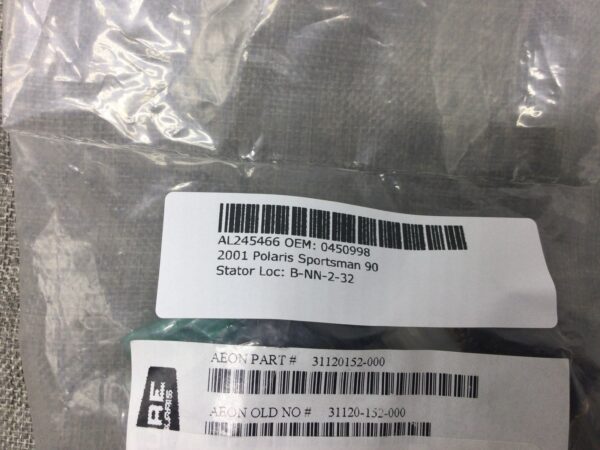 AL245466 OEM: 0450998
2001 Polaris Sportsman 90
Stator Loc: B-NN-2-32
AEON PART # 31120152-000
AEON OLD NO # 31120-152-000